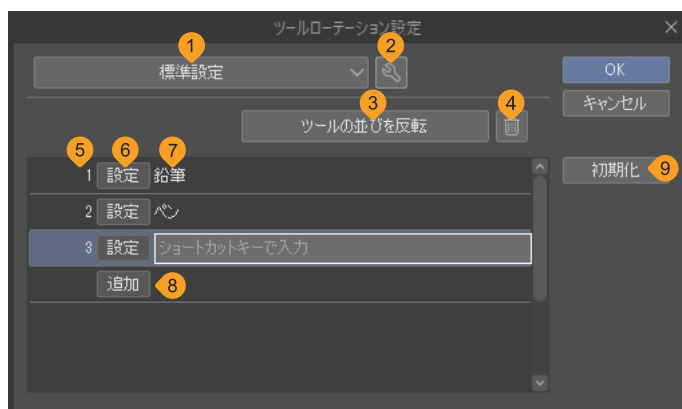 ツールローテーション設定
1
2
標準設定
OK
3
4
キャンセル
ツールの並びを反転
5
6
7
1 設定 鉛筆
初期化 9
2 設定 ペン
3 設定 ショートカットキーで入力
追加 8